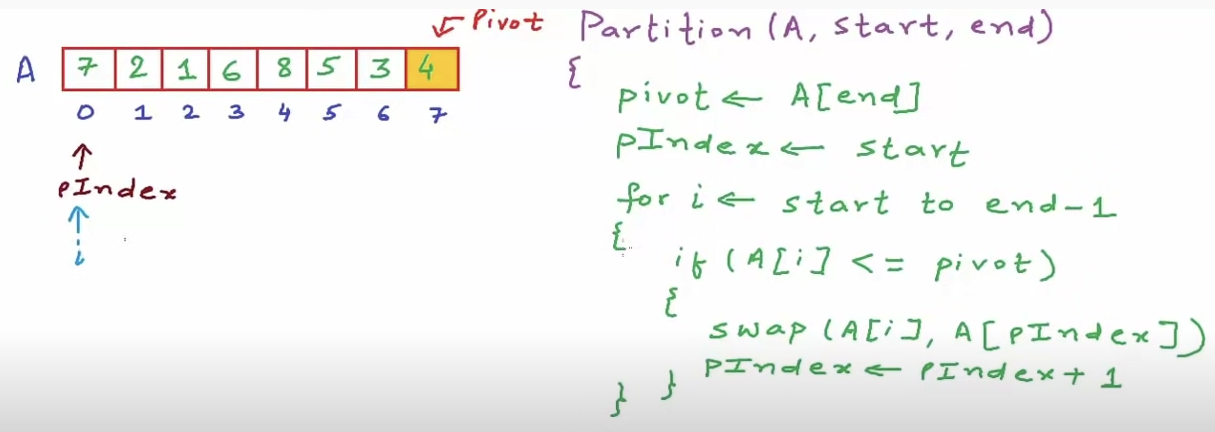 Pivot
A 7 2 1 6 8 5 3 4
0 1 2 3 4 5 6 7
pIndex
i
Partition (A, start, end)
{
pivot ← A[end]
pIndex ← start
for i ← start to end-1
{
if (A[i] <= pivot)
{
swap (A[i], A[pIndex])
pIndex ← pIndex + 1
} }